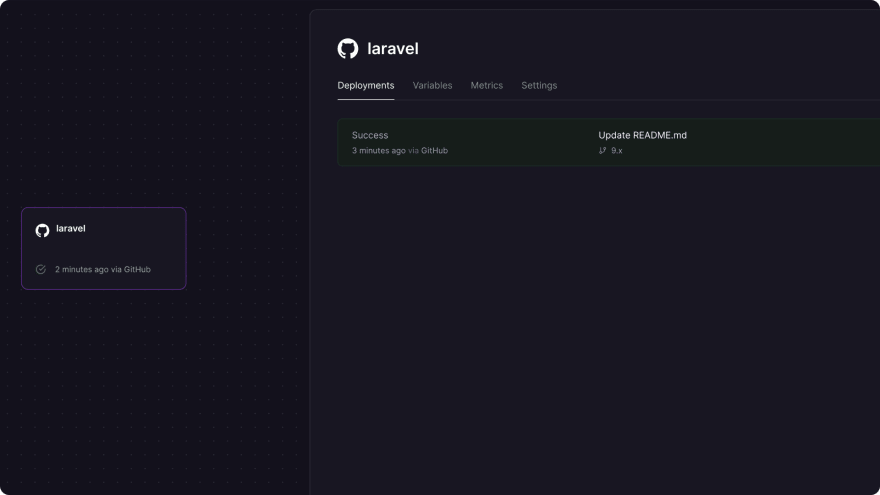 laravel
2 minutes ago via GitHub
laravel
Deployments Variables Metrics Settings
Success
3 minutes ago via GitHub
Update README.md
9.x